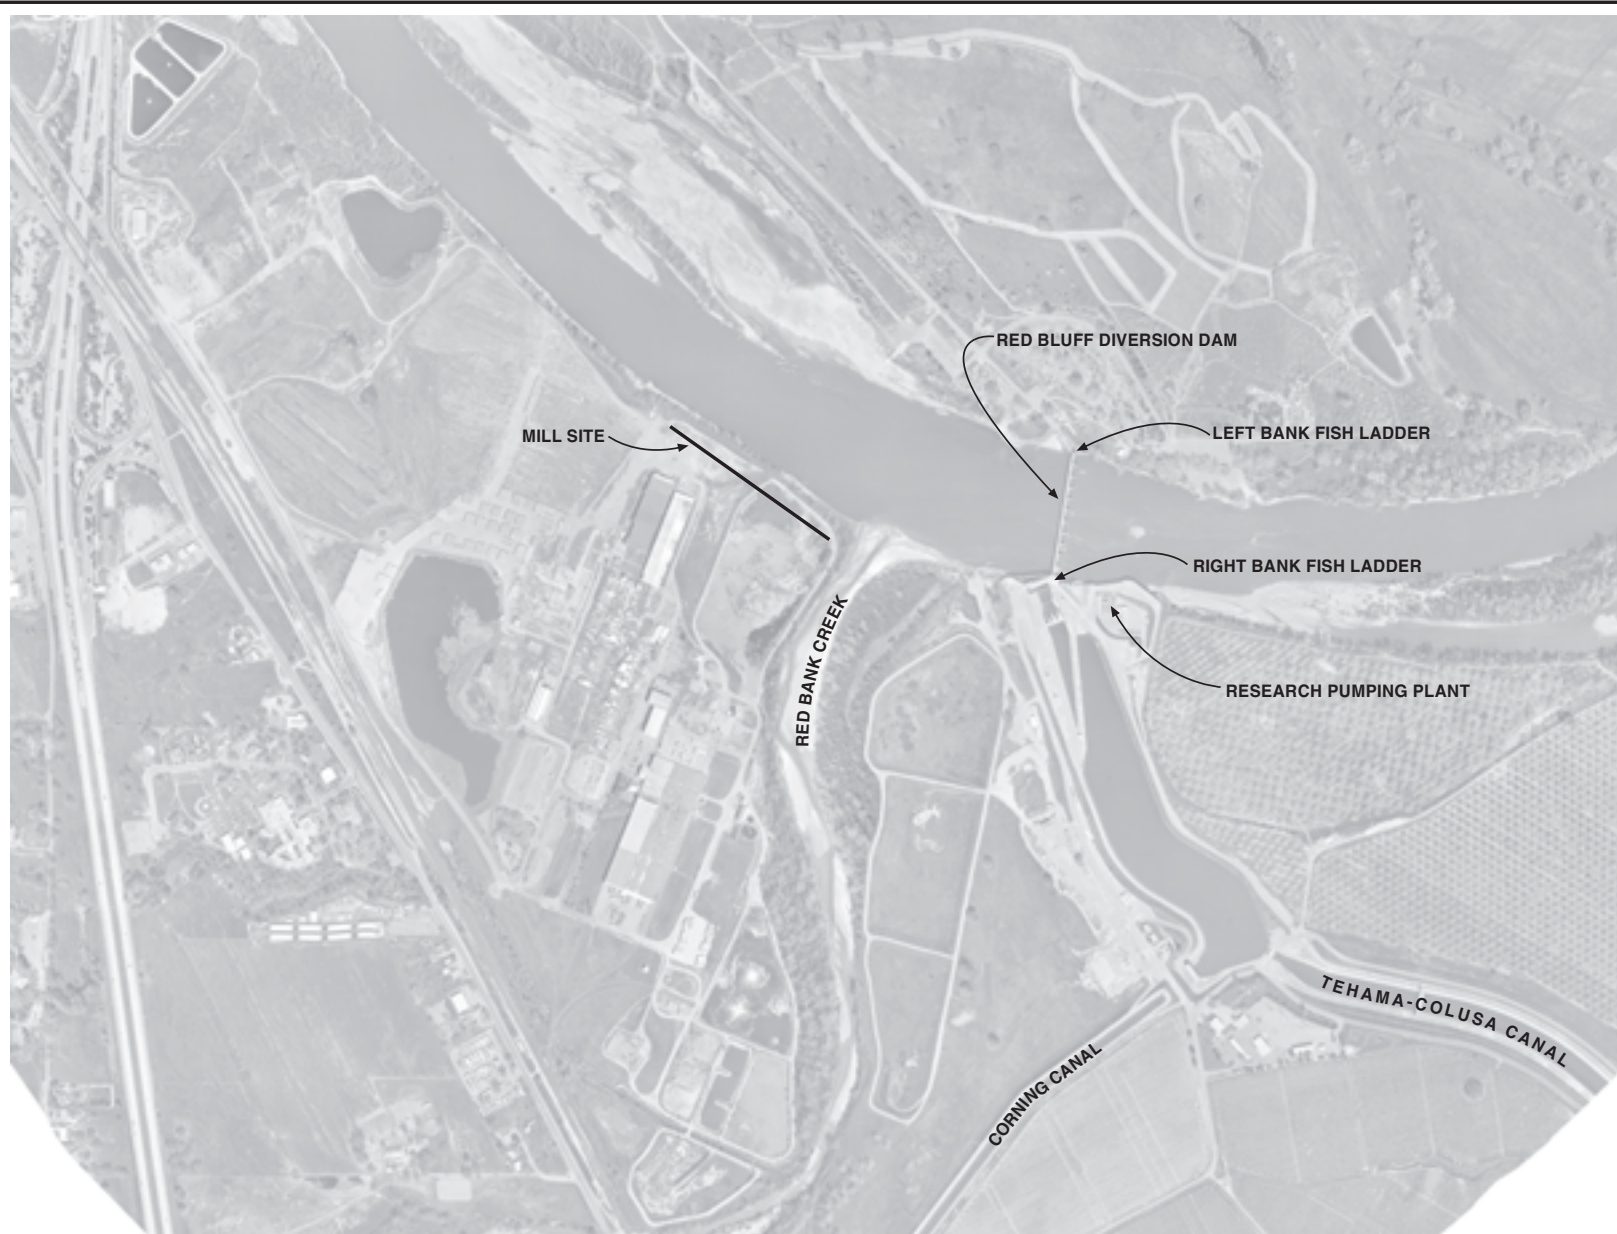 RED BLUFF DIVERSION DAM
LEFT BANK FISH LADDER
MILL SITE
RIGHT BANK FISH LADDER
RED BANK CREEK
RESEARCH PUMPING PLANT
TEHAMA-COLUSA CANAL
CORNING CANAL